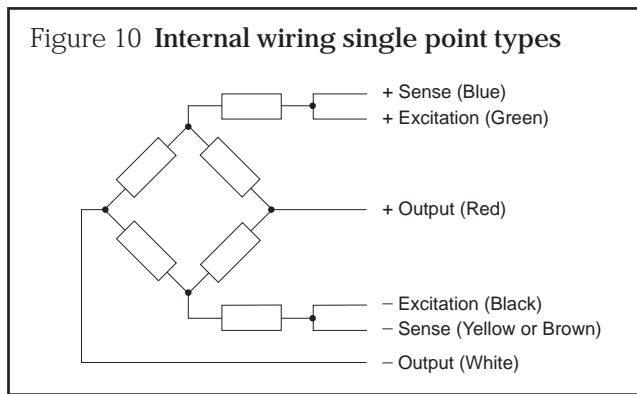 Figure 10 Internal wiring single point types
+ Sense (Blue)
+ Excitation (Green)
+ Output (Red)
− Excitation (Black)
− Sense (Yellow or Brown)
− Output (White)